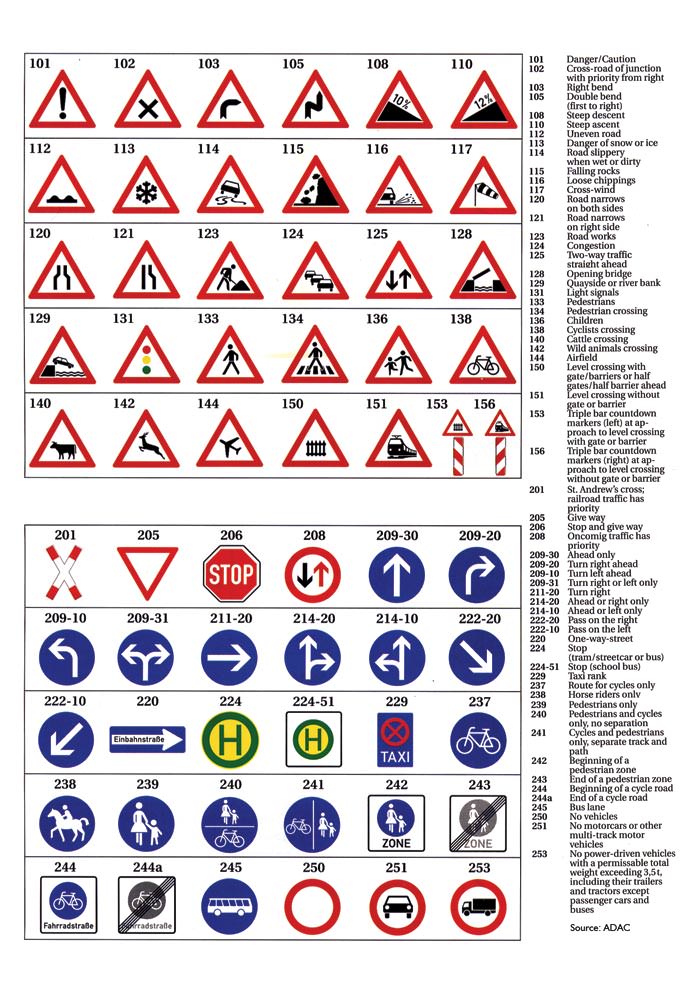 101 102 103 105 108 110
10% 12%
112 113 114 115 116 117
120 121 123 124 125 128
129 131 133 134 136 138
140 142 144 150 151 153 156
201 205 206 208 209-30 209-20
STOP
209-10 209-31 211-20 214-20 214-10 222-20
222-10 220 224 224-51 229 237
Einbahnstraße H H TAXI
238 239 240 241 242 243
ZONE ZONE
244 244a 245 250 251 253
Fahrradstraße Fahrradstraße
101 Danger/Caution
102 Cross-road of junction
with priority from right
103 Right bend
105 Double bend
(first to right)
108 Steep descent
110 Steep ascent
112 Uneven road
113 Danger of snow or ice
114 Road slippery
when wet or dirty
115 Falling rocks
116 Loose chippings
117 Cross-wind
120 Road narrows
on both sides
121 Road narrows
on right side
123 Road works
124 Congestion
125 Two-way traffic
straight ahead
128 Opening bridge
129 Quayside or river bank
131 Light signals
133 Pedestrians
134 Pedestrian crossing
136 Children
138 Cyclists crossing
140 Cattle crossing
142 Wild animals crossing
144 Airfield
150 Level crossing with
gate/barriers or half
gates/half barrier ahead
151 Level crossing without
gate or barrier
153 Triple bar countdown
markers (left) at ap-
proach to level crossing
with gate or barrier
156 Triple bar countdown
markers (right) at ap-
proach to level crossing
without gate or barrier
201 St. Andrew's cross;
railroad traffic has
priority
205 Give way
206 Stop and give way
208 Oncomig traffic has
priority
209-30 Ahead only
209-20 Turn right ahead
209-10 Turn left ahead
209-31 Turn right or left only
211-20 Turn right
214-20 Ahead or right only
214-10 Ahead or left only
222-20 Pass on the right
222-10 Pass on the left
220 One-way-street
224 Stop
(tram/streetcar or bus)
224-51 Stop (school bus)
229 Taxi rank
237 Route for cycles only
238 Horse riders only
239 Pedestrians only
240 Pedestrians and cycles
only, no separation
241 Cycles and pedestrians
only, separate track and
path
242 Beginning of a
pedestrian zone
243 End of a pedestrian zone
244 Beginning of a cycle road
244a End of a cycle road
245 Bus lane
250 No vehicles
251 No motorcars or other
multi-track motor
vehicles
253 No power-driven vehicles
with a permissable total
weight exceeding 3,5 t,
including their trailers
and tractors except
passenger cars and
buses
Source: ADAC